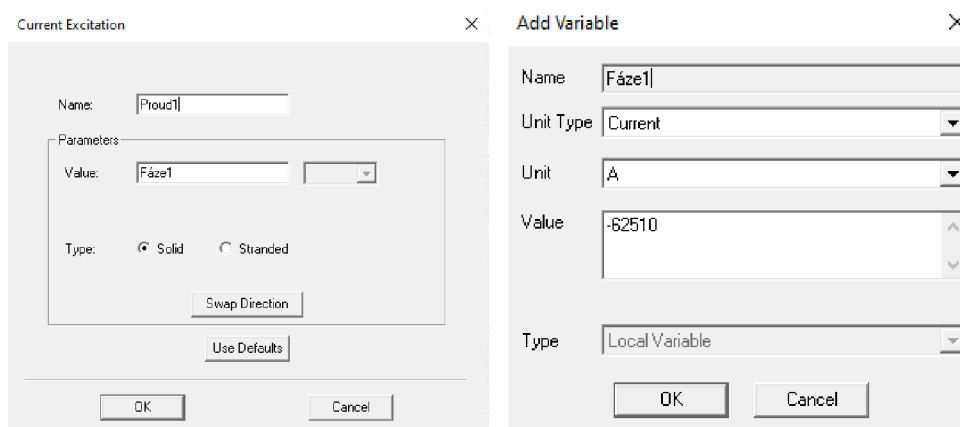 Current Excitation
Name: Proud1
Parameters
Value: Fáze1
Type: Solid Stranded
Swap Direction
Use Defaults
OK Cancel
Add Variable
Name Fáze1
Unit Type Current
Unit A
Value -62510
Type Local Variable
OK Cancel